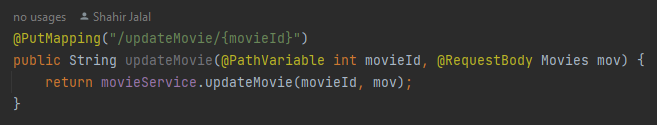 no usages   Shahir Jalal
@PutMapping("/updateMovie/{movieId}")
public String updateMovie(@PathVariable int movieId, @RequestBody Movies mov) {
    return movieService.updateMovie(movieId, mov);
}